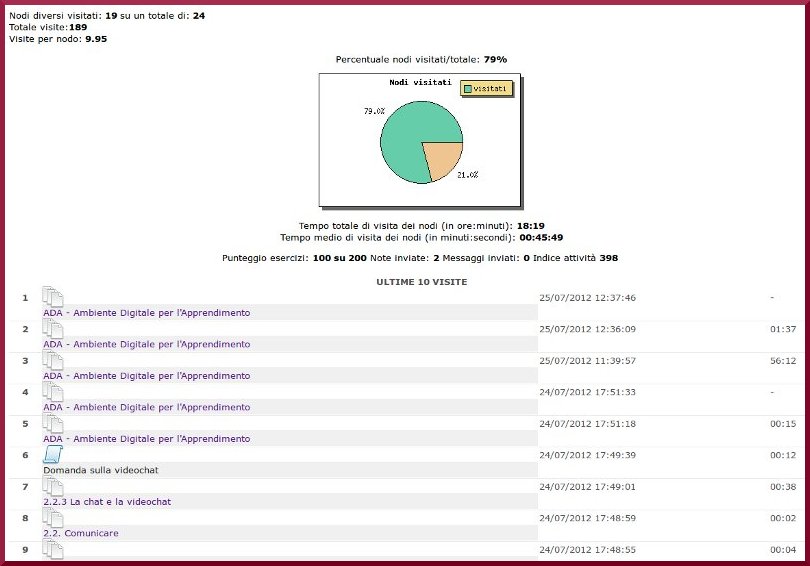 Nodi diversi visitati: 19 su un totale di: 24
Totale visite:189
Visite per nodo: 9.95
Percentuale nodi visitati/totale: 79%
Nodi visitati
visitati
79.0%
21.0%
Tempo totale di visita dei nodi (in ore:minuti): 18:19
Tempo medio di visita dei nodi (in minuti:secondi): 00:45:49
Punteggio esercizi: 100 su 200 Note inviate: 2 Messaggi inviati: 0 Indice attività 398
ULTIME 10 VISITE
1 25/07/2012 12:37:46 -
ADA - Ambiente Digitale per l'Apprendimento
2 25/07/2012 12:36:09 01:37
ADA - Ambiente Digitale per l'Apprendimento
3 25/07/2012 11:39:57 56:12
ADA - Ambiente Digitale per l'Apprendimento
4 24/07/2012 17:51:33 -
ADA - Ambiente Digitale per l'Apprendimento
5 24/07/2012 17:51:18 00:15
ADA - Ambiente Digitale per l'Apprendimento
6 24/07/2012 17:49:39 00:12
Domanda sulla videochat
7 24/07/2012 17:49:01 00:38
2.2.3 La chat e la videochat
8 24/07/2012 17:48:59 00:02
2.2. Comunicare
9 24/07/2012 17:48:55 00:04